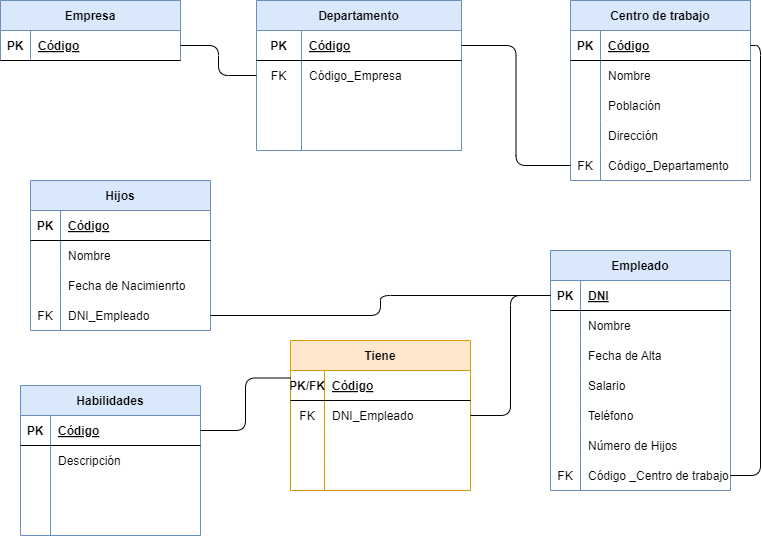 Empresa
PK Código
Departamento
PK Código
FK Código_Empresa
Centro de trabajo
PK Código
Nombre
Población
Dirección
FK Código_Departamento
Hijos
PK Código
Nombre
Fecha de Nacimienrto
FK DNI_Empleado
Empleado
PK DNI
Nombre
Fecha de Alta
Salario
Teléfono
Número de Hijos
FK Código _Centro de trabajo
Tiene
PK/FK Código
FK DNI_Empleado
Habilidades
PK Código
Descripción